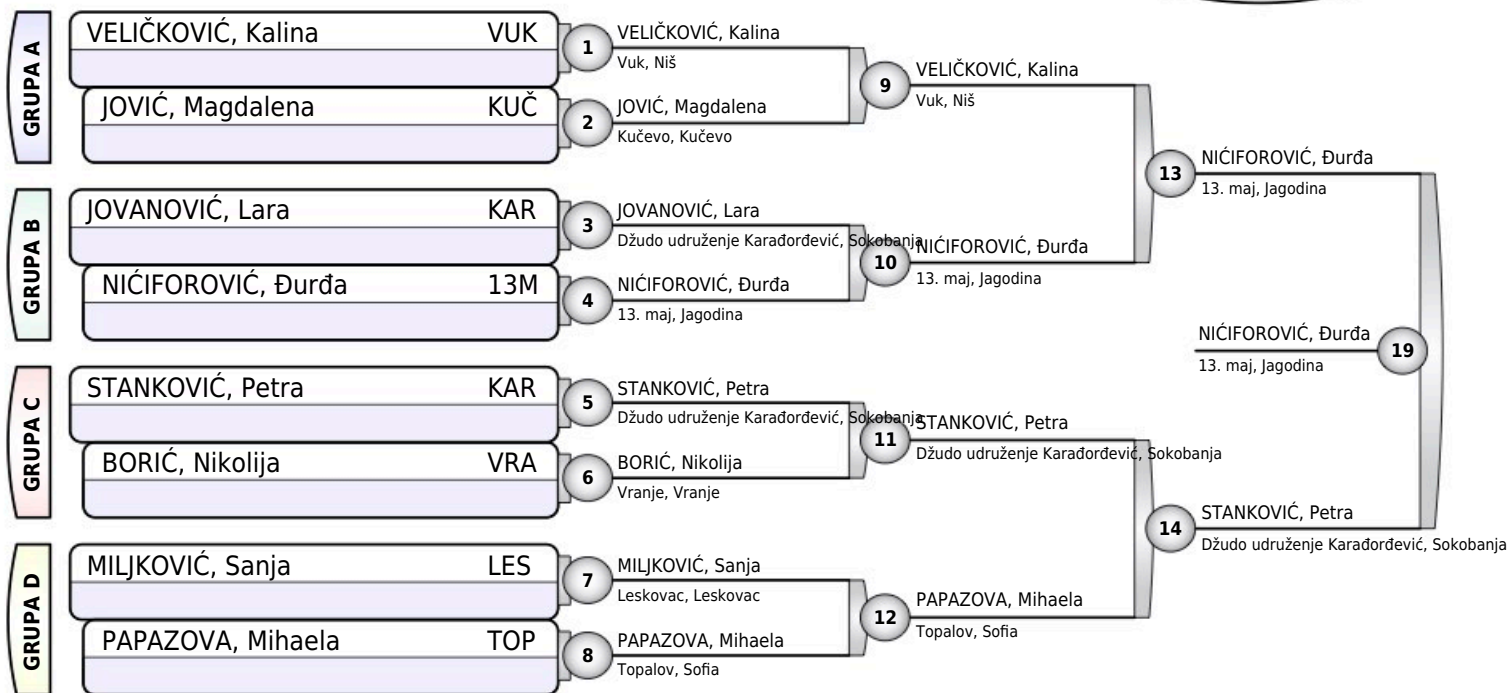 GRUPA A
VELIČKOVIĆ, Kalina VUK
JOVIĆ, Magdalena KUČ
GRUPA B
JOVANOVIĆ, Lara KAR
NIĆIFOROVIĆ, Đurđa 13M
GRUPA C
STANKOVIĆ, Petra KAR
BORIĆ, Nikolija VRA
GRUPA D
MILJKOVIĆ, Sanja LES
PAPAZOVA, Mihaela TOP
1
VELIČKOVIĆ, Kalina
Vuk, Niš
2
JOVIĆ, Magdalena
Kučevo, Kučevo
3
JOVANOVIĆ, Lara
Džudo udruženje Karađorđević, Sokobanja
4
NIĆIFOROVIĆ, Đurđa
13. maj, Jagodina
5
STANKOVIĆ, Petra
Džudo udruženje Karađorđević, Sokobanja
6
BORIĆ, Nikolija
Vranje, Vranje
7
MILJKOVIĆ, Sanja
Leskovac, Leskovac
8
PAPAZOVA, Mihaela
Topalov, Sofia
9
VELIČKOVIĆ, Kalina
Vuk, Niš
10
NIĆIFOROVIĆ, Đurđa
13. maj, Jagodina
11
STANKOVIĆ, Petra
Džudo udruženje Karađorđević, Sokobanja
12
PAPAZOVA, Mihaela
Topalov, Sofia
13
NIĆIFOROVIĆ, Đurđa
13. maj, Jagodina
14
STANKOVIĆ, Petra
Džudo udruženje Karađorđević, Sokobanja
NIĆIFOROVIĆ, Đurđa
13. maj, Jagodina
19